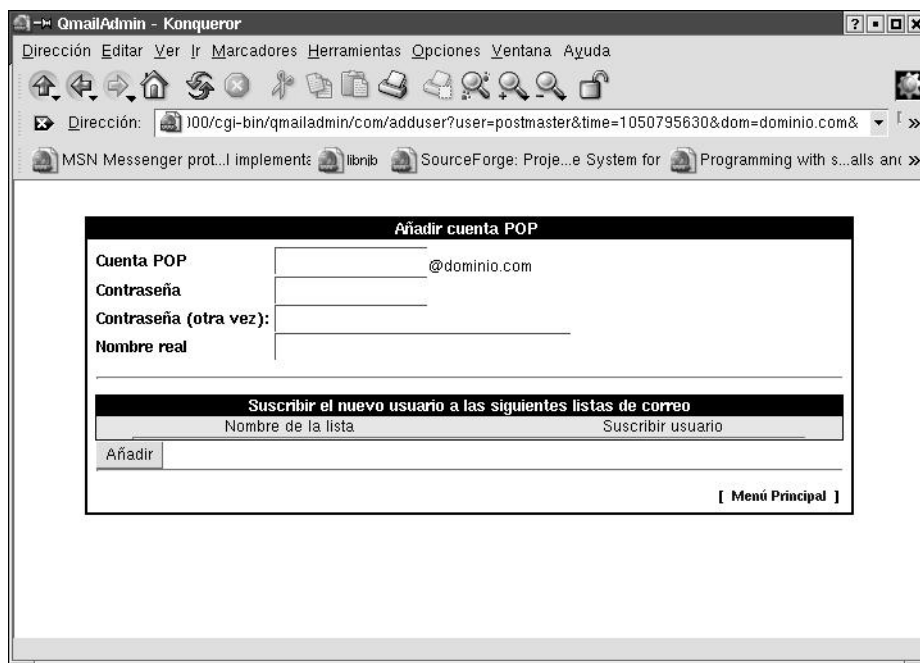 QmailAdmin - Konqueror
Dirección Editar Ver Ir Marcadores Herramientas Opciones Ventana Ayuda
Dirección: )00/cgi-bin/qmailadmin/com/adduser?user=postmaster&time=1050795630&dom=dominio.com&
MSN Messenger prot...l implementa libnjb SourceForge: Proje...e System for Programming with s...alls and »
Añadir cuenta POP
Cuenta POP @dominio.com
Contraseña
Contraseña (otra vez):
Nombre real
Suscribir el nuevo usuario a las siguientes listas de correo
Nombre de la lista Suscribir usuario
Añadir
[ Menú Principal ]